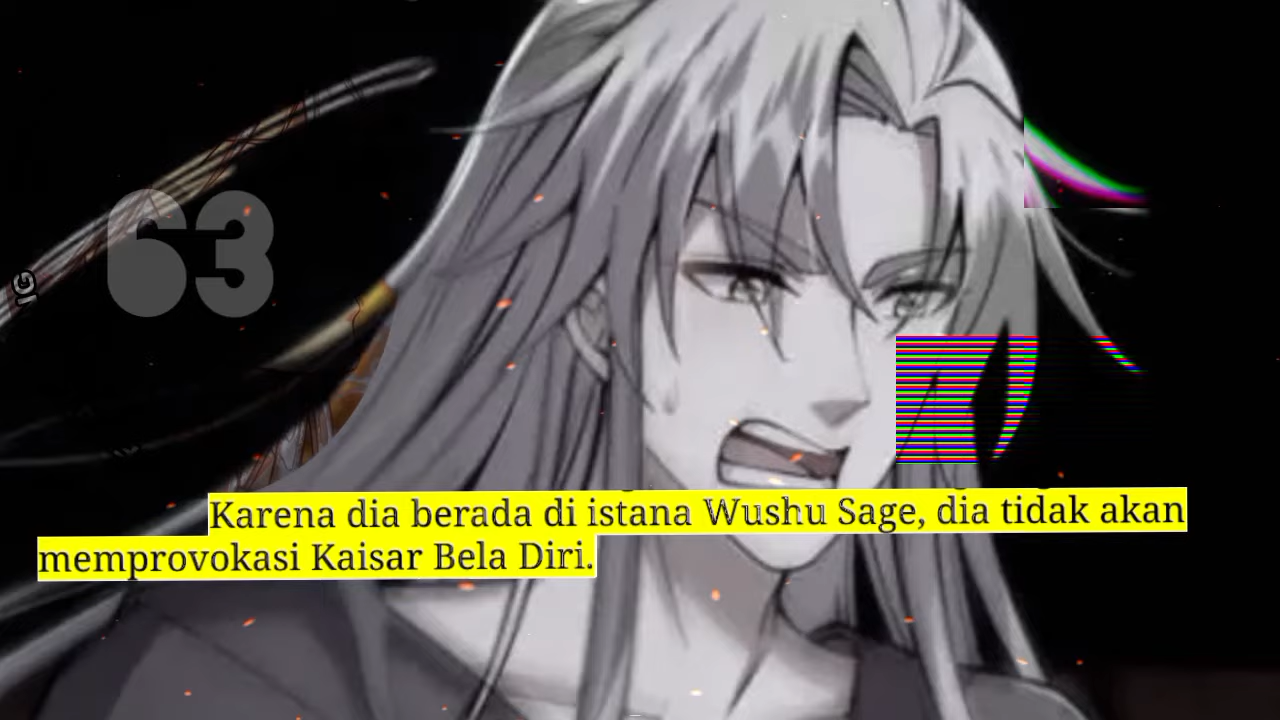 63
Karena dia berada di istana Wushu Sage, dia tidak akan
memprovokasi Kaisar Bela Diri.